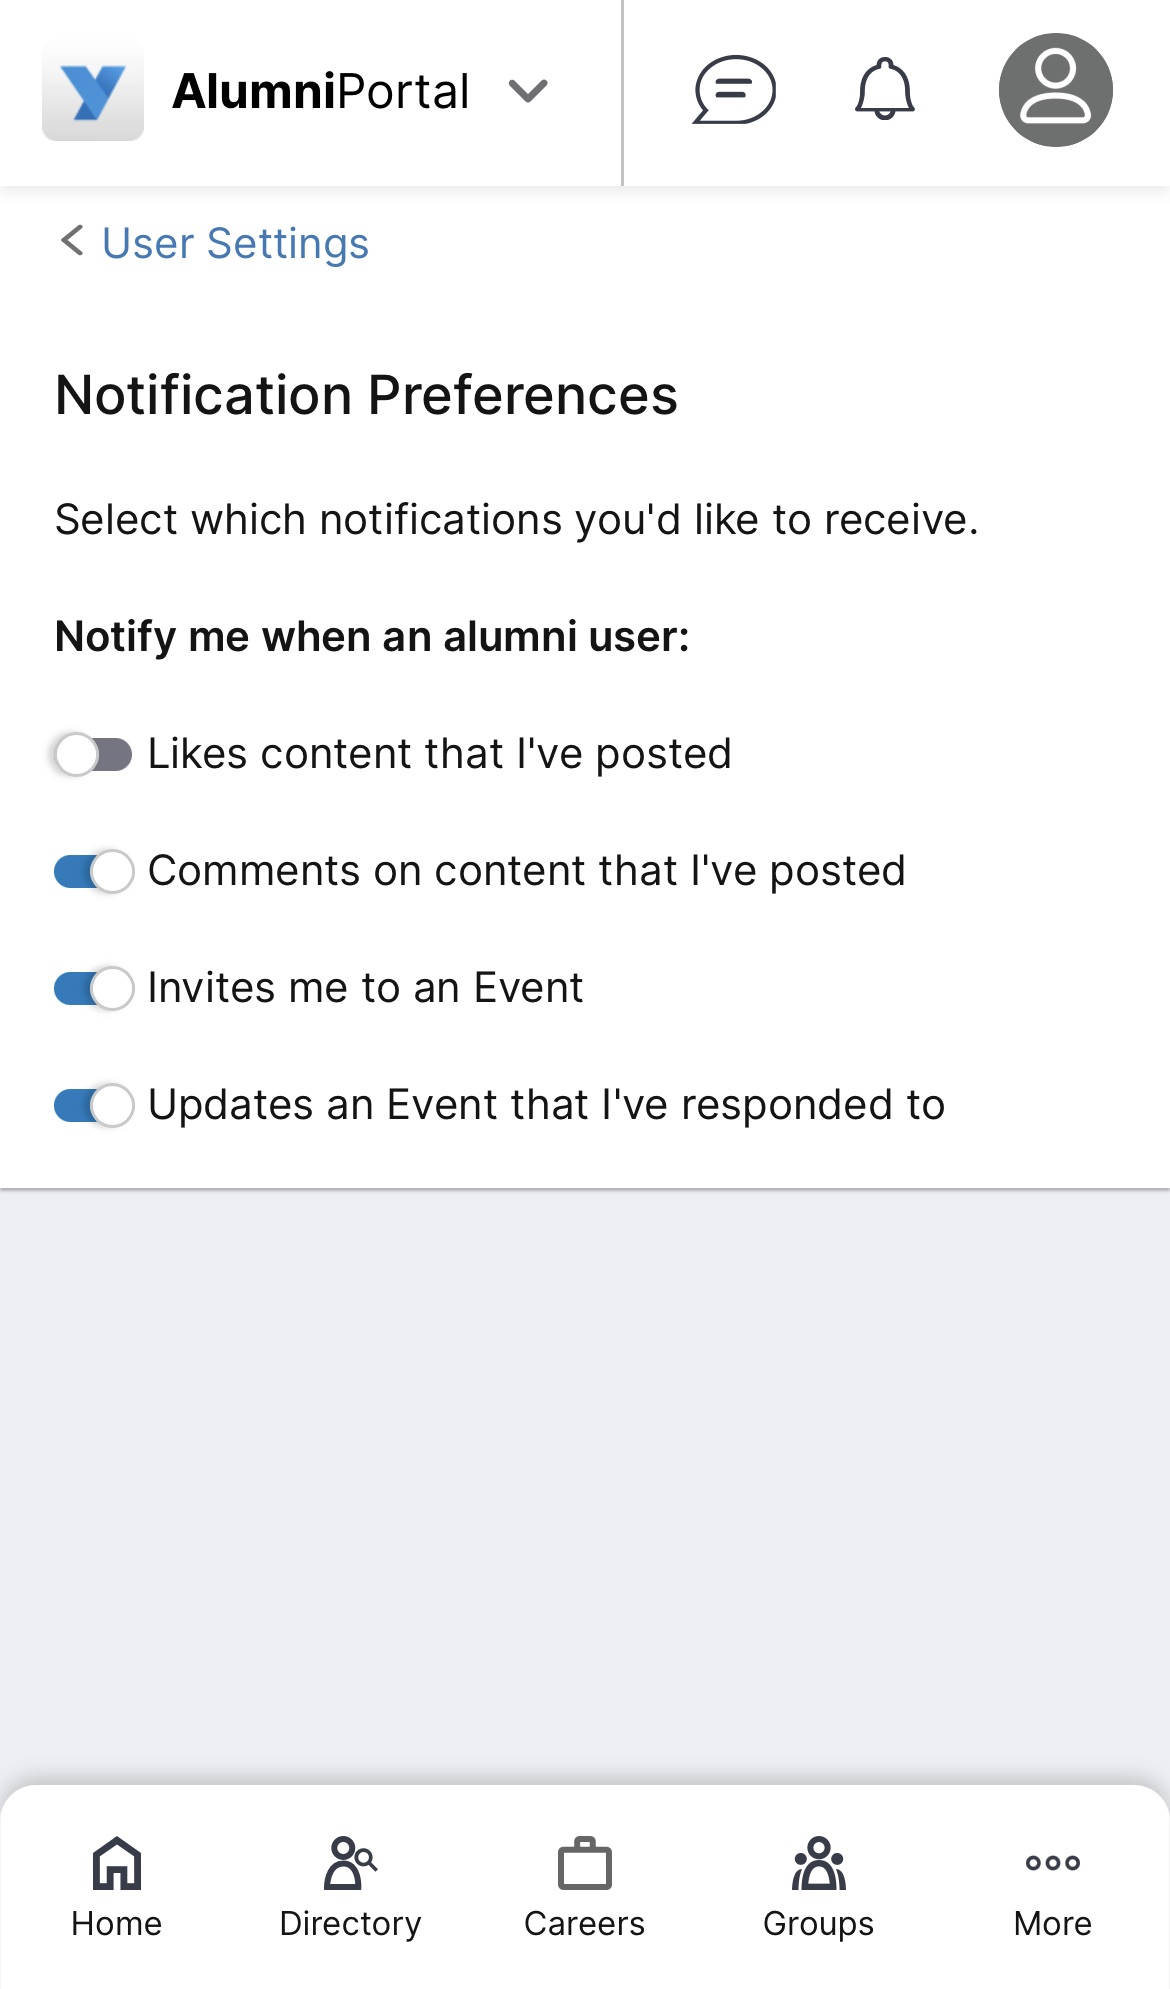 AlumniPortal
User Settings
Notification Preferences
Select which notifications you'd like to receive.
Notify me when an alumni user:
Likes content that I've posted
Comments on content that I've posted
Invites me to an Event
Updates an Event that I've responded to
Home Directory Careers Groups More